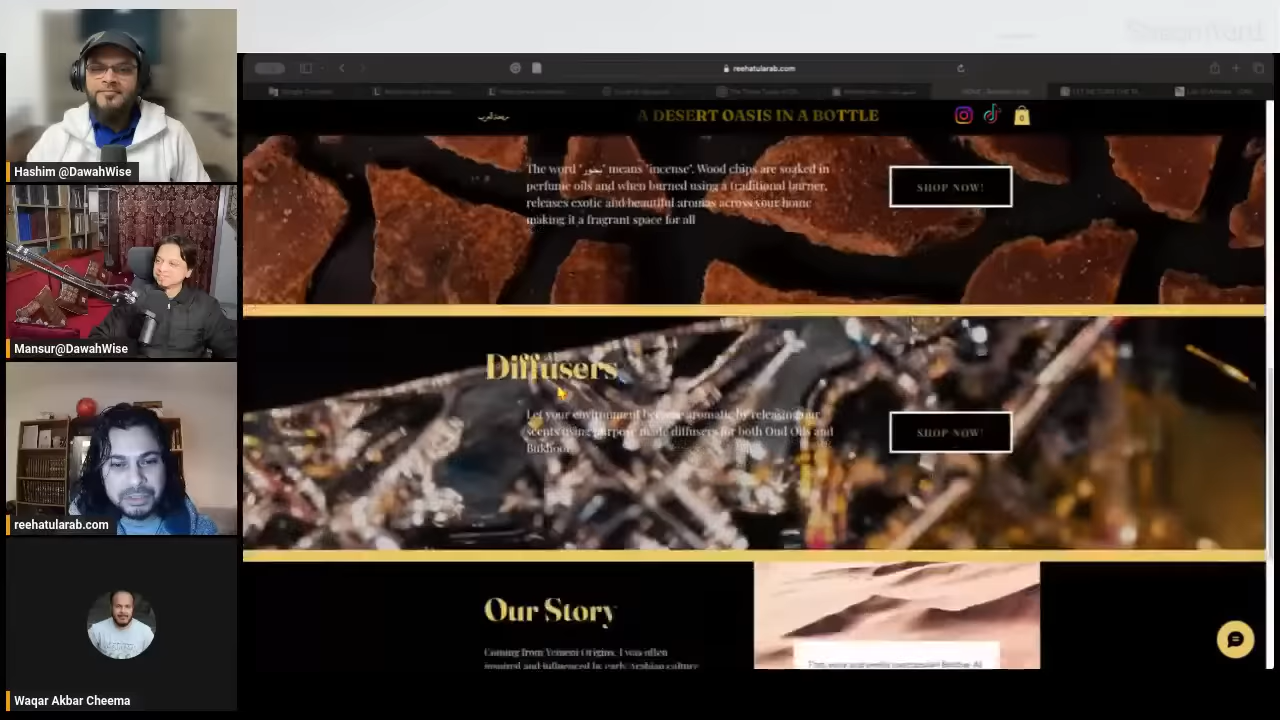 StreamYard
reehatularab.com
A DESERT OASIS IN A BOTTLE
0
Hashim @DawahWise
The word "بخور" means "incense". Wood chips are soaked in
perfume oils and when burned using a traditional burner,
releases exotic and beautiful aromas across your home
making it a fragrant space for all
SHOP NOW!
Mansur@DawahWise
Diffusers
Let your environment become aromatic by releasing our
scents using purpose made diffusers for both Oud Oils and
Bukhoor
SHOP NOW!
reehatularab.com
Our Story
Coming from Yemeni Origins, I was often
inspired and influenced by early Arabian culture
Waqar Akbar Cheema